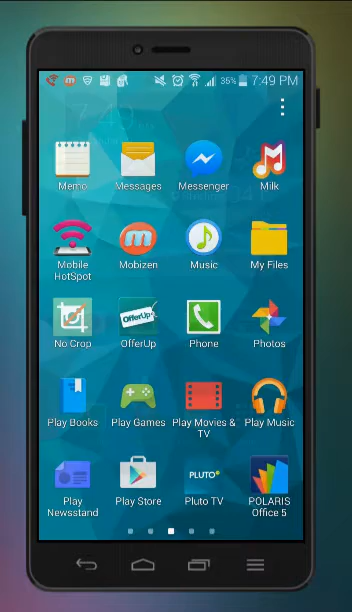 35% 7:49 PM
Memo Messages Messenger Milk
Mobile HotSpot Mobizen Music My Files
OfferUp
No Crop OfferUp Phone Photos
Play Books Play Games Play Movies & TV Play Music
PLUTO
Play Newsstand Play Store Pluto TV POLARIS Office 5